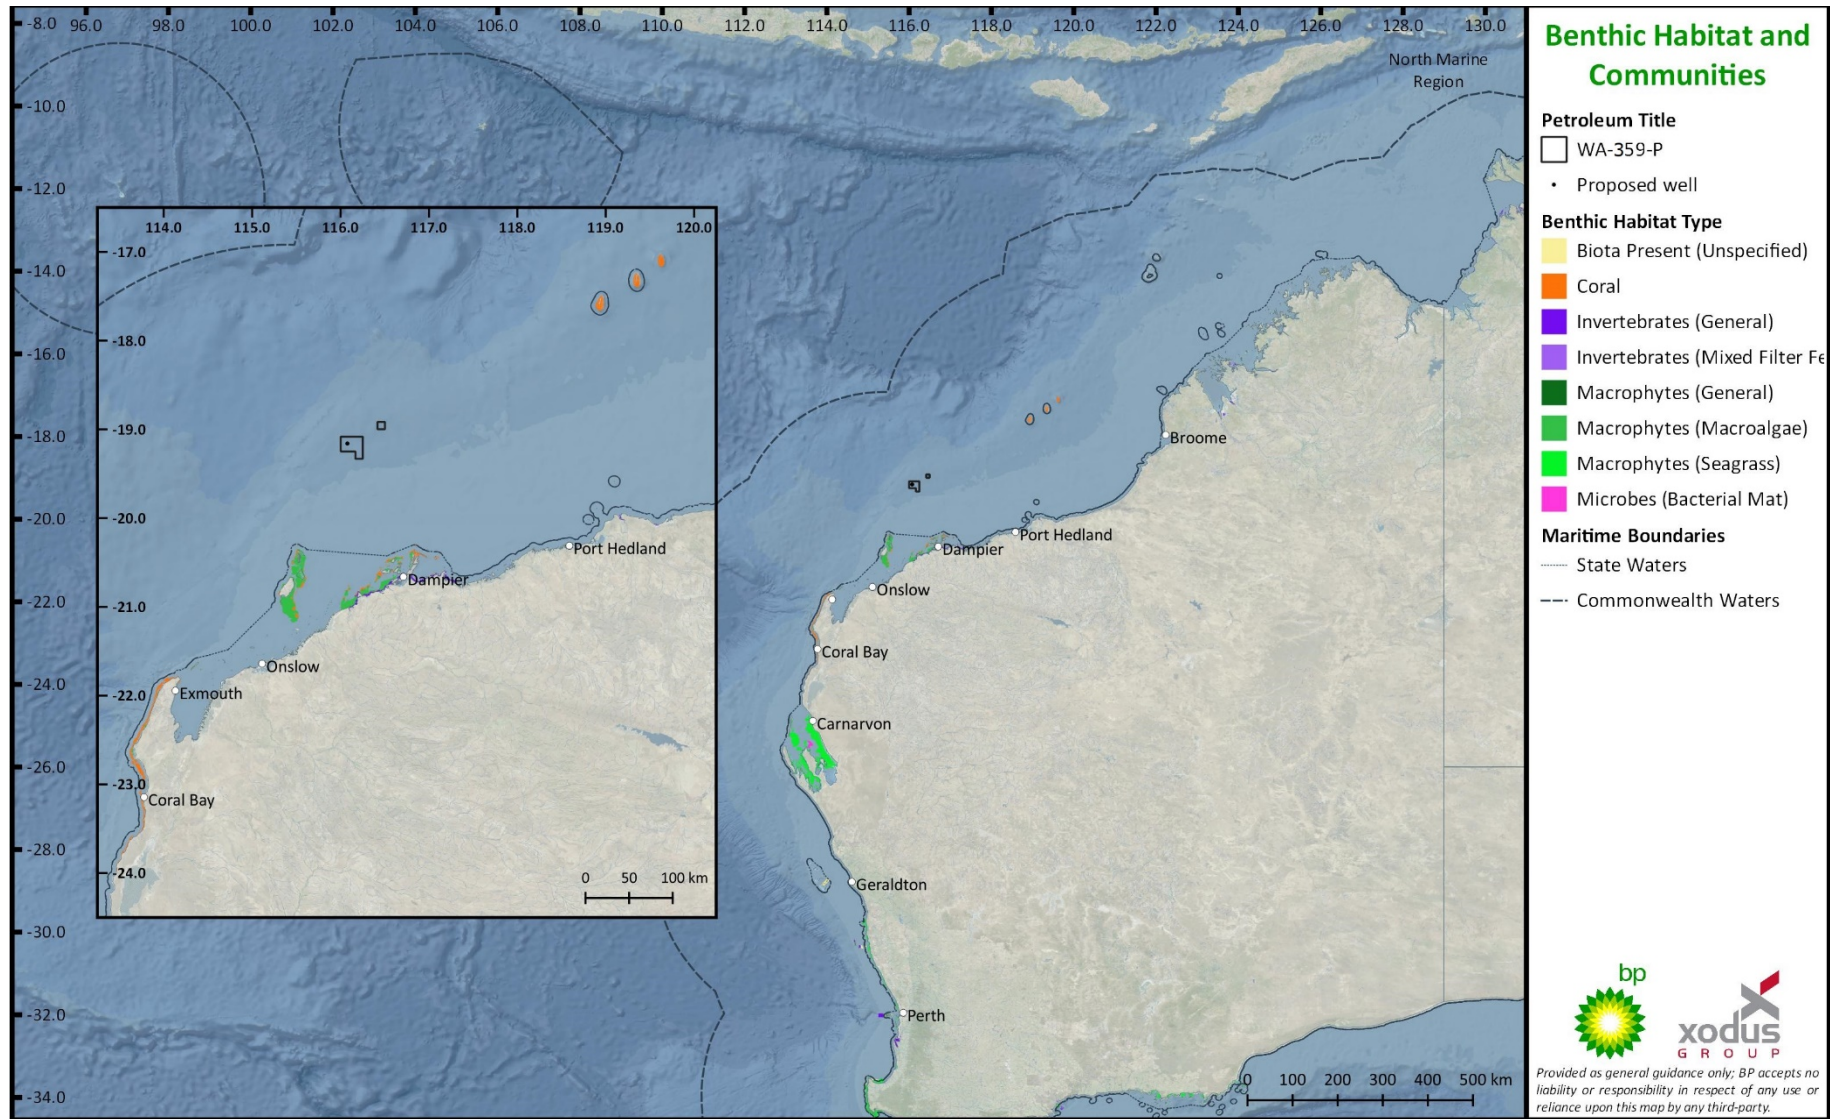 -8.0
96.0 98.0 100.0 102.0 104.0 106.0 108.0 110.0 112.0 114.0 116.0 118.0 120.0 122.0 124.0 126.0 128.0 130.0
North Marine
Region
-10.0
-12.0
-14.0
-16.0
-18.0
-20.0
-22.0
-24.0
-26.0
-28.0
-30.0
-32.0
-34.0
114.0 115.0 116.0 117.0 118.0 119.0 120.0
-17.0
-18.0
-19.0
-20.0
-21.0
-22.0
-23.0
-24.0
Port Hedland
Dampier
Onslow
Exmouth
Coral Bay
0 50 100 km
Broome
Port Hedland
Dampier
Onslow
Coral Bay
Carnarvon
Geraldton
Perth
0 100 200 300 400 500 km
Benthic Habitat and
Communities
Petroleum Title
WA-359-P
Proposed well
Benthic Habitat Type
Biota Present (Unspecified)
Coral
Invertebrates (General)
Invertebrates (Mixed Filter Fe
Macrophytes (General)
Macrophytes (Macroalgae)
Macrophytes (Seagrass)
Microbes (Bacterial Mat)
Maritime Boundaries
State Waters
Commonwealth Waters
bp
xodus
GROUP
Provided as general guidance only; BP accepts no
liability or responsibility in respect of any use or
reliance upon this map by any third-party.